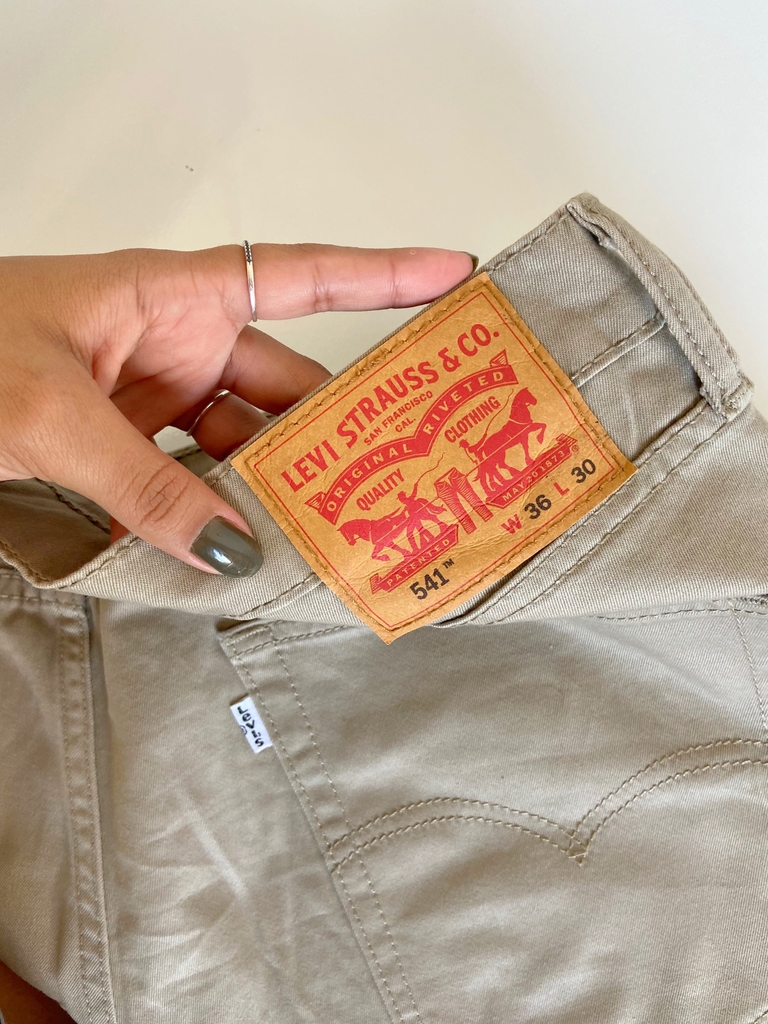 LEVI STRAUSS & CO.
SAN FRANCISCO
CAL.
ORIGINAL RIVETED
QUALITY CLOTHING
PATENTED MAY 20 1873 ®
541™ W 36 L 30
Levi's
®